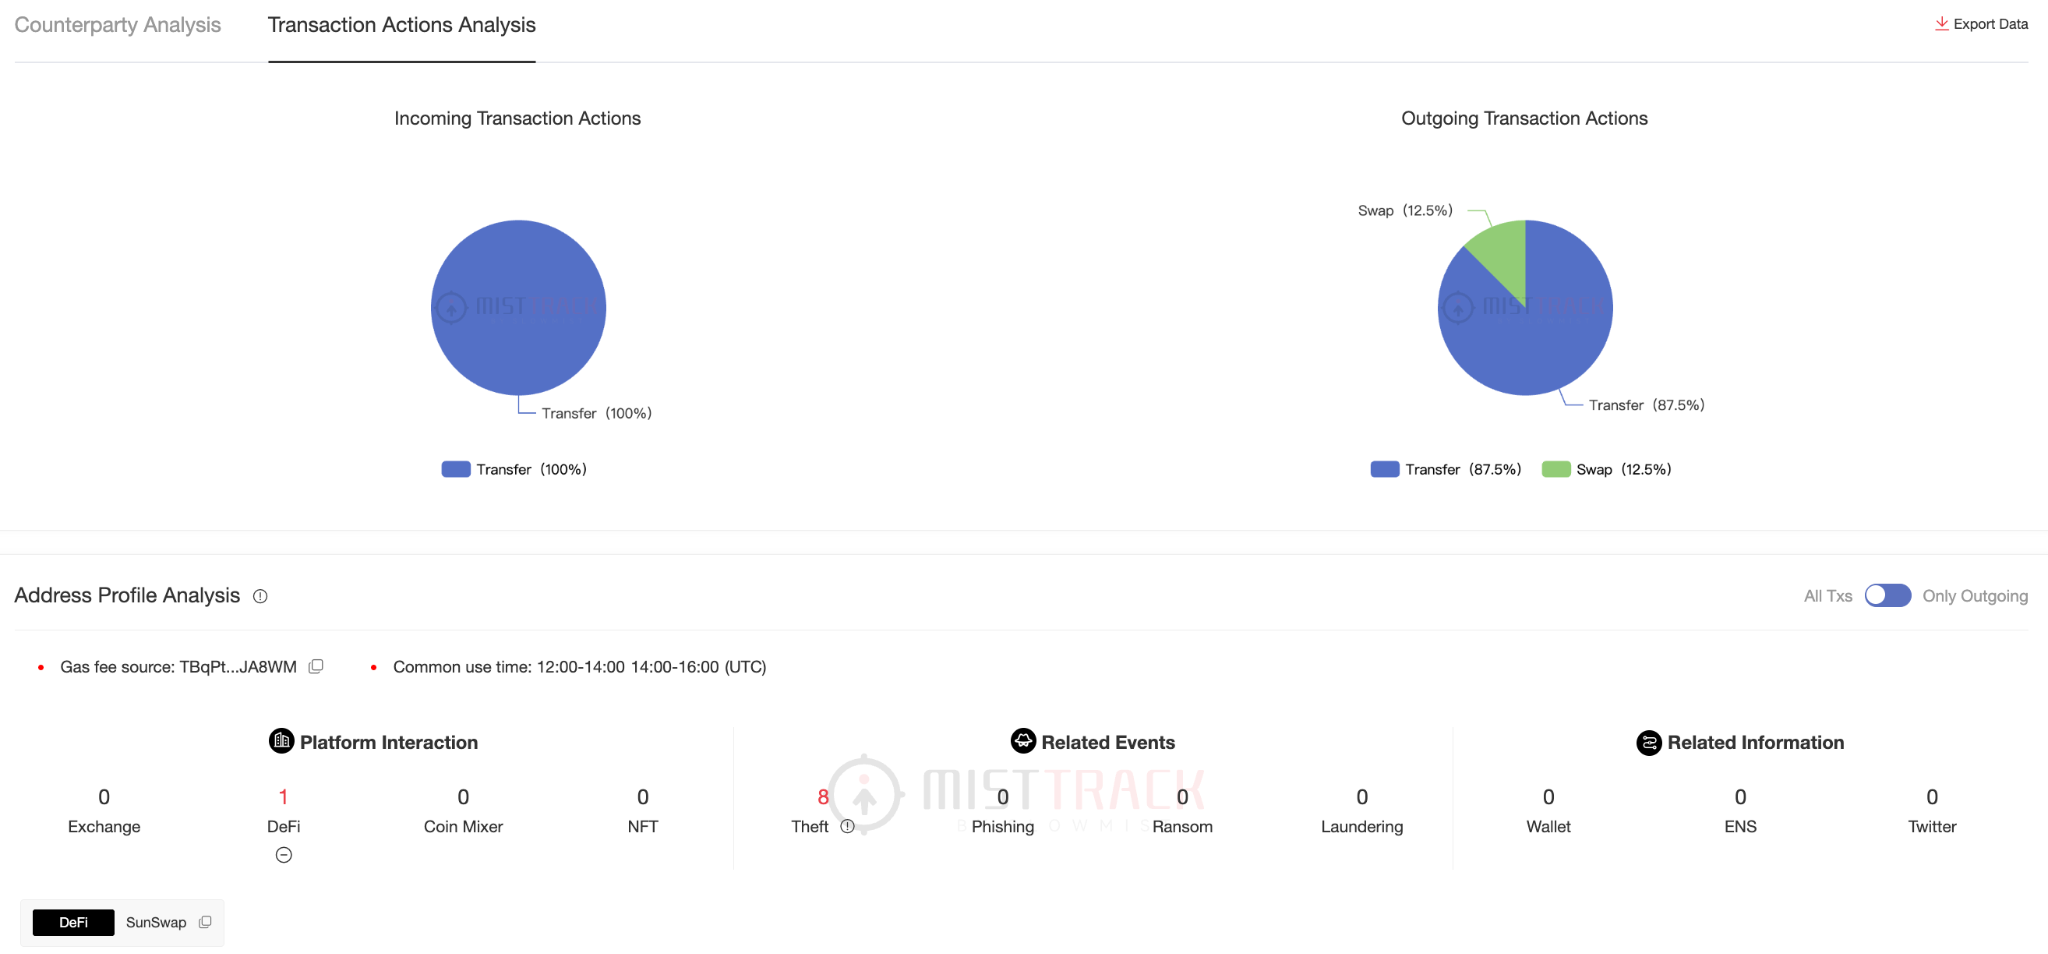 Counterparty Analysis Transaction Actions Analysis Export Data
Incoming Transaction Actions
Outgoing Transaction Actions
Swap (12.5%)
MISTTRACK
MISTTRACK
Transfer (100%)
Transfer (87.5%)
Transfer (100%)
Transfer (87.5%) Swap (12.5%)
Address Profile Analysis
All Txs Only Outgoing
Gas fee source: TBqPt...JA8WM
Common use time: 12:00-14:00 14:00-16:00 (UTC)
Platform Interaction
0 1 0 0
Exchange DeFi Coin Mixer NFT
Related Events
MISTTRACK
8 0 0 0
Theft Phishing Ransom Laundering
Related Information
0 0 0
Wallet ENS Twitter
DeFi SunSwap